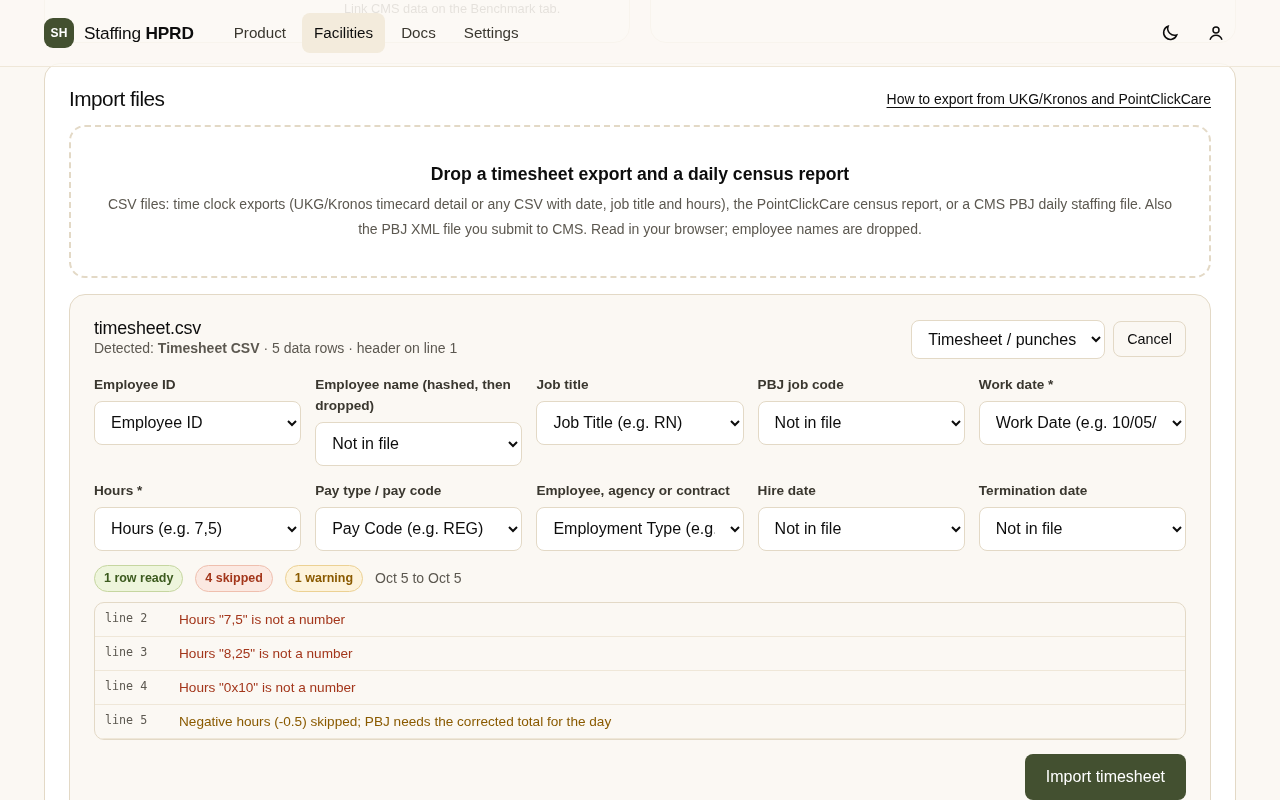 Link CMS data on the Benchmark tab.
SH Staffing HPRD Product Facilities Docs Settings
Import files How to export from UKG/Kronos and PointClickCare
Drop a timesheet export and a daily census report
CSV files: time clock exports (UKG/Kronos timecard detail or any CSV with date, job title and hours), the PointClickCare census report, or a CMS PBJ daily staffing file. Also
the PBJ XML file you submit to CMS. Read in your browser; employee names are dropped.
timesheet.csv
Detected: Timesheet CSV · 5 data rows · header on line 1
Timesheet / punches Cancel
Employee ID Employee name (hashed, then dropped) Job title PBJ job code Work date *
Employee ID Not in file Job Title (e.g. RN) Not in file Work Date (e.g. 10/05/
Hours * Pay type / pay code Employee, agency or contract Hire date Termination date
Hours (e.g. 7,5) Pay Code (e.g. REG) Employment Type (e.g. Not in file Not in file
1 row ready 4 skipped 1 warning Oct 5 to Oct 5
line 2 Hours "7,5" is not a number
line 3 Hours "8,25" is not a number
line 4 Hours "0x10" is not a number
line 5 Negative hours (-0.5) skipped; PBJ needs the corrected total for the day
Import timesheet